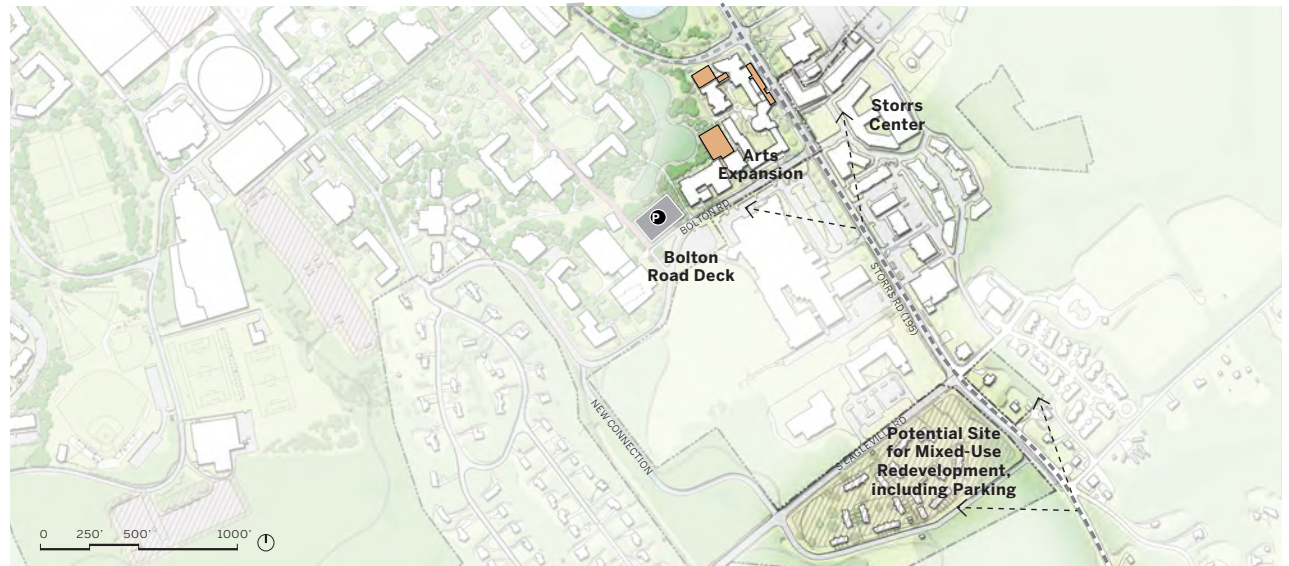 Storrs
Center
Arts
Expansion
P
BOLTON RD
Bolton
Road Deck
STORRS RD (195)
NEW CONNECTION
S EAGLEVILLE RD
Potential Site
for Mixed-Use
Redevelopment,
including Parking
0 250' 500' 1000'